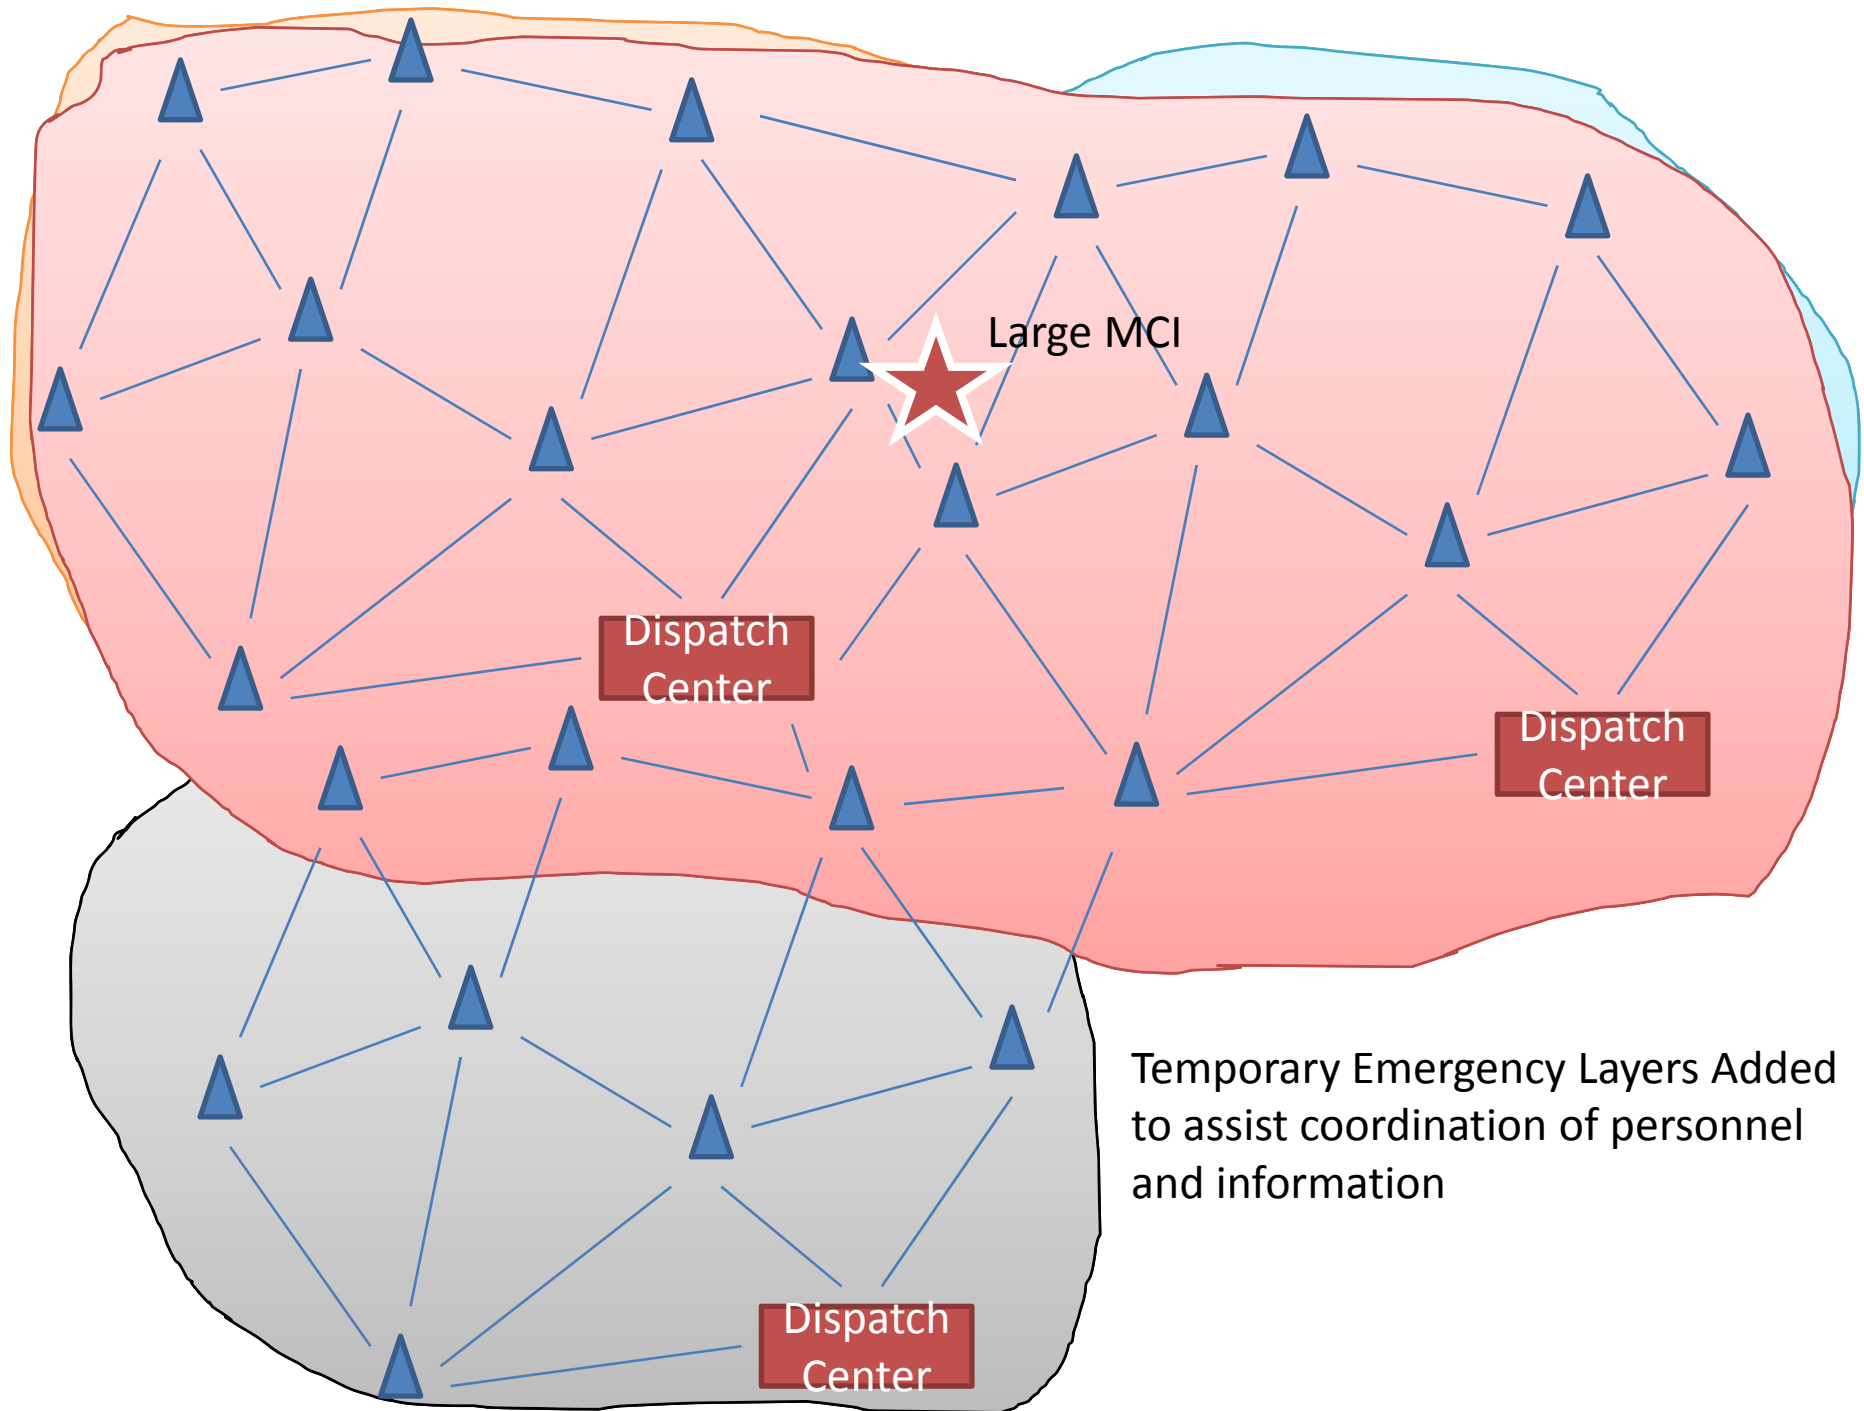 Large MCI
Dispatch
Center
Dispatch
Center
Temporary Emergency Layers Added
to assist coordination of personnel
and information
Dispatch
Center